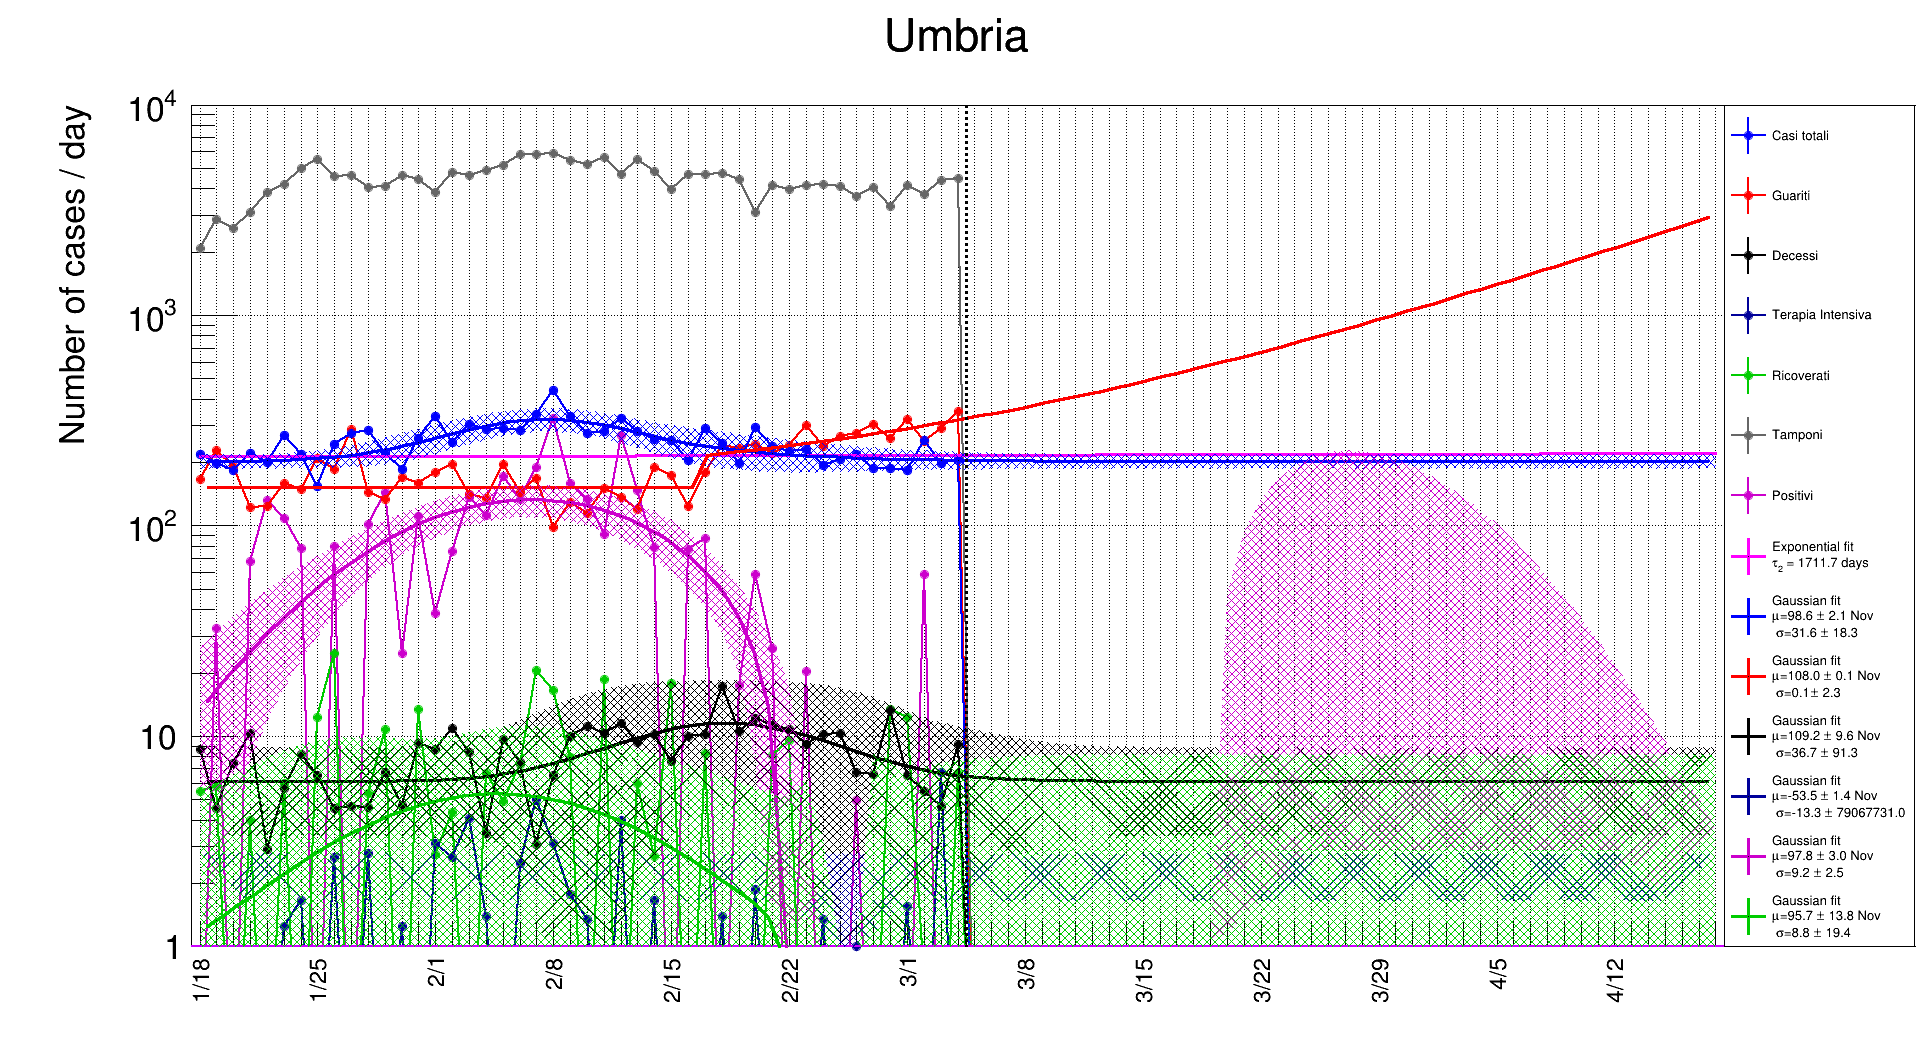 Umbria
Number of cases / day
10⁴
10³
10²
10
1
1/18
1/25
2/1
2/8
2/15
2/22
3/1
3/8
3/15
3/22
3/29
4/5
4/12
Casi totali
Guariti
Decessi
Terapia Intensiva
Ricoverati
Tamponi
Positivi
Exponential fit
τ₂ = 1711.7 days
Gaussian fit
μ=98.6 ± 2.1 Nov
σ=31.6 ± 18.3
Gaussian fit
μ=108.0 ± 0.1 Nov
σ=0.1 ± 2.3
Gaussian fit
μ=109.2 ± 9.6 Nov
σ=36.7 ± 91.3
Gaussian fit
μ=-53.5 ± 1.4 Nov
σ=-13.3 ± 79067731.0
Gaussian fit
μ=97.8 ± 3.0 Nov
σ=9.2 ± 2.5
Gaussian fit
μ=95.7 ± 13.8 Nov
σ=8.8 ± 19.4